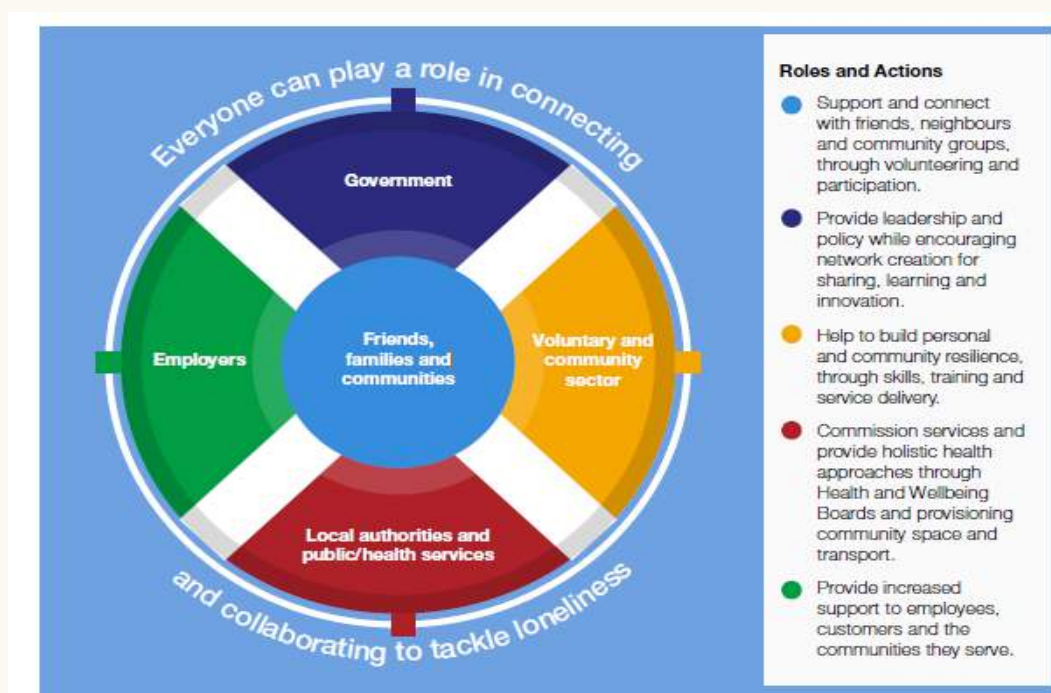 Everyone can play a role in connecting
Government
Employers
Friends,
families and
communities
Voluntary and
community
sector
Local authorities and
public/health services
and collaborating to tackle loneliness
Roles and Actions
Support and connect
with friends, neighbours
and community groups,
through volunteering and
participation.
Provide leadership and
policy while encouraging
network creation for
sharing, learning and
innovation.
Help to build personal
and community resilience,
through skills, training and
service delivery.
Commission services and
provide holistic health
approaches through
Health and Wellbeing
Boards and provisioning
community space and
transport.
Provide increased
support to employees,
customers and the
communities they serve.